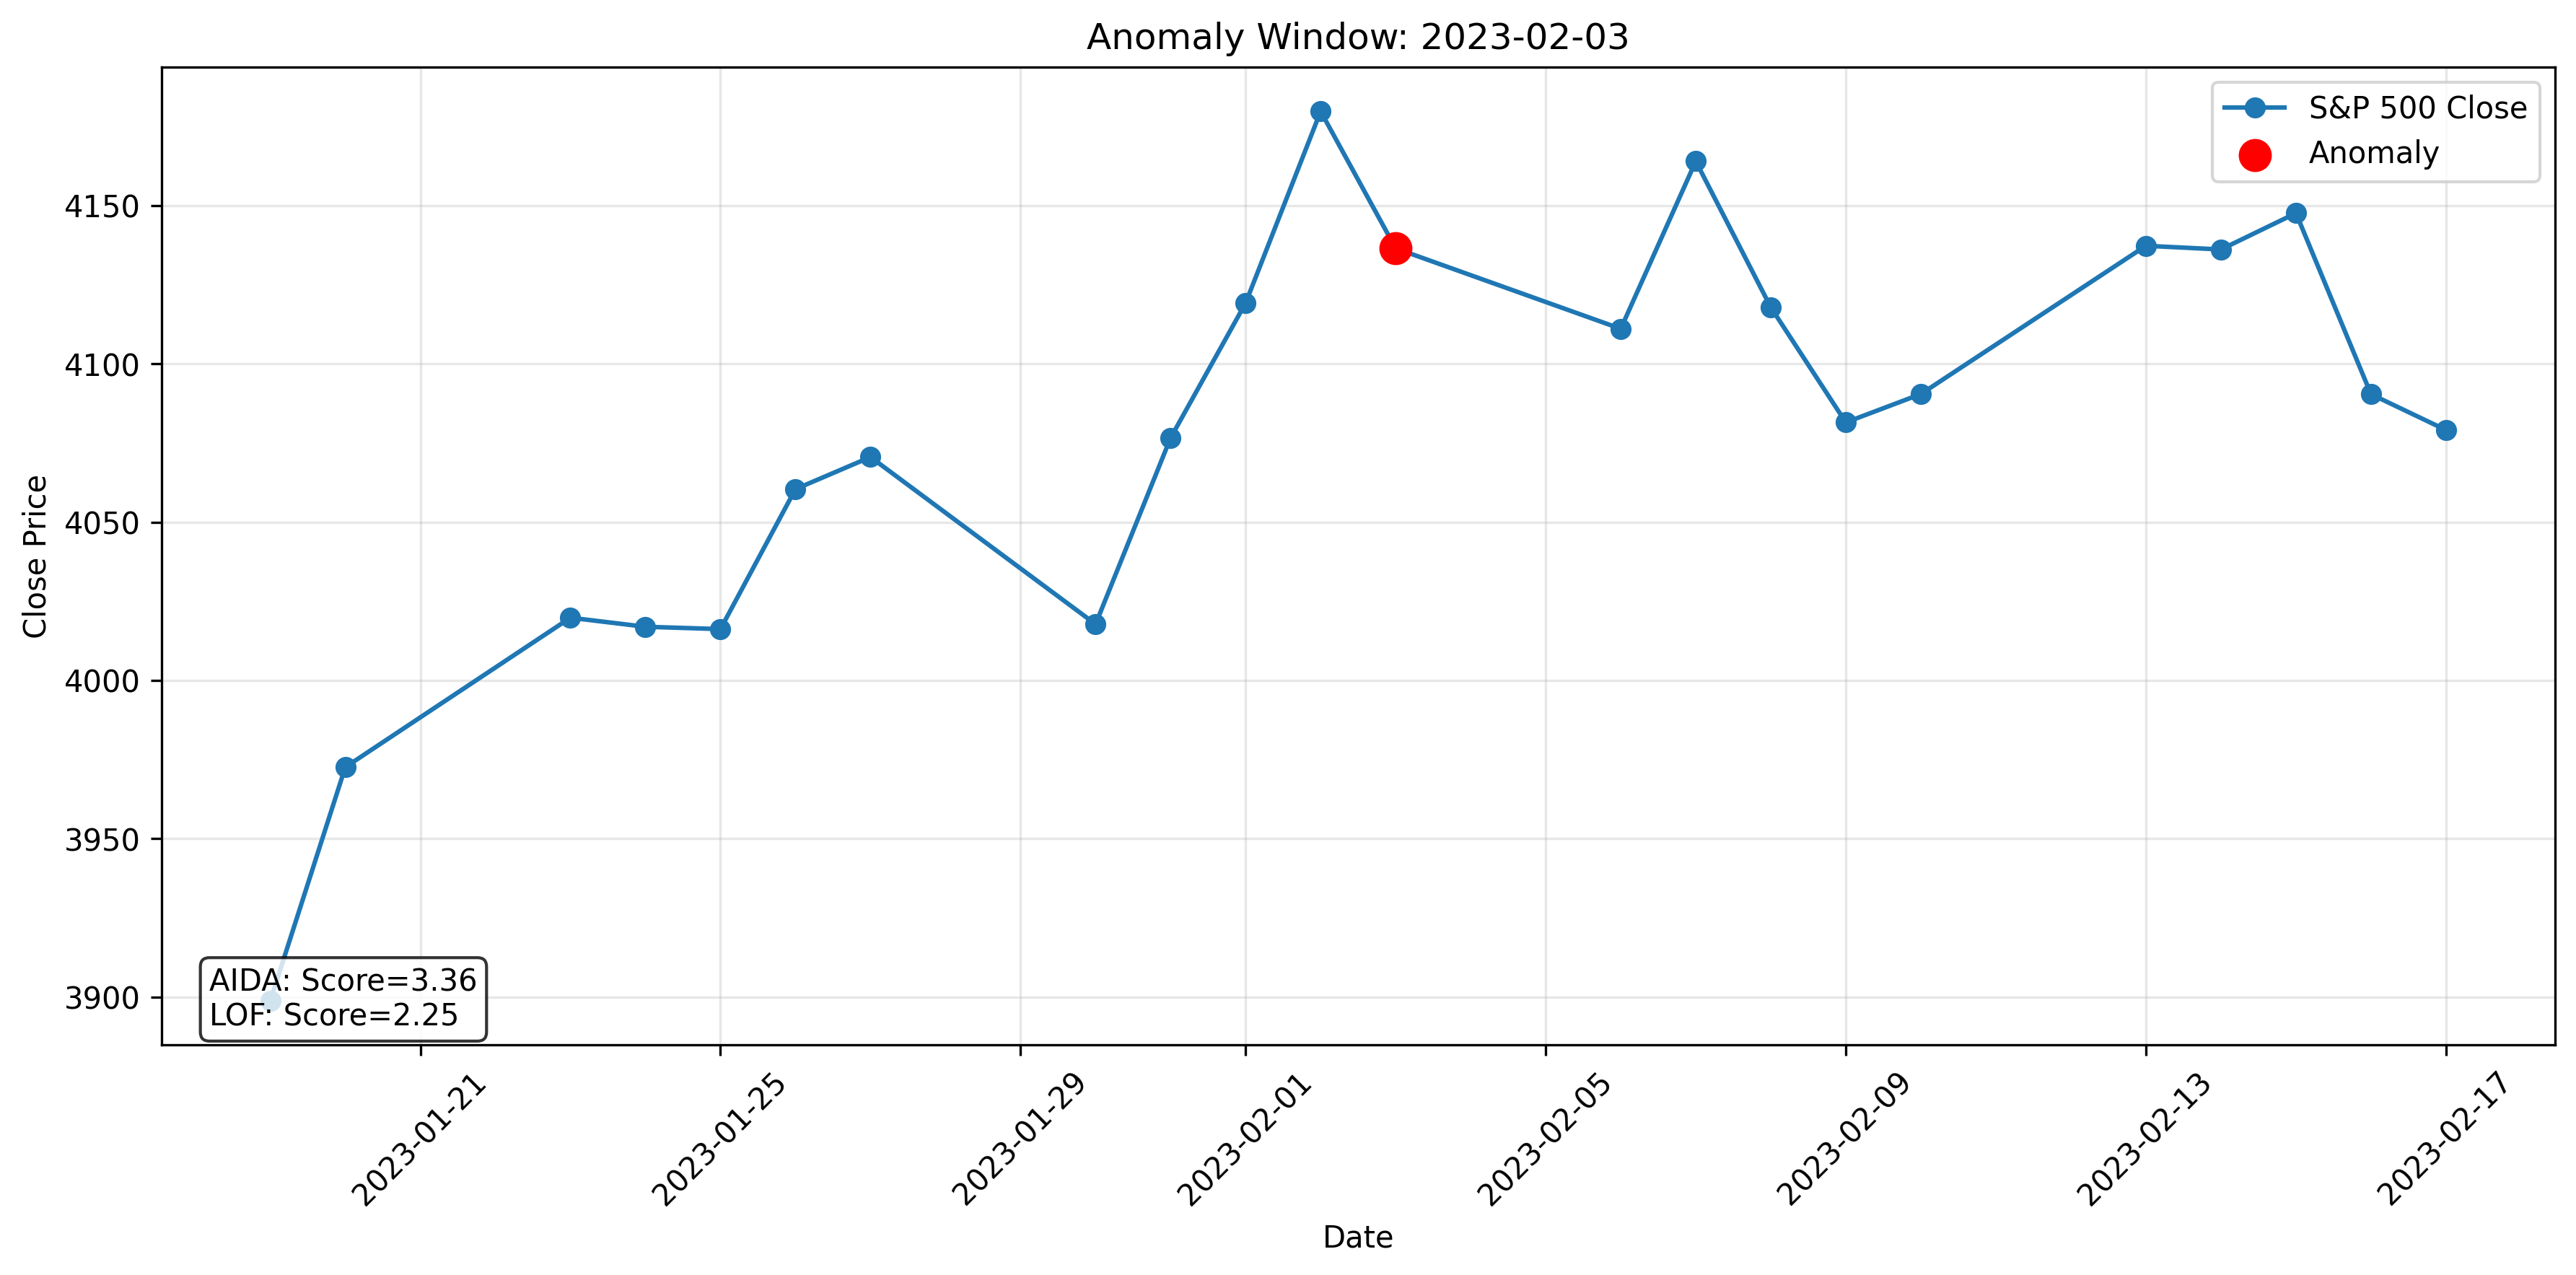 Anomaly Window: 2023-02-03
S&P 500 Close
Anomaly
Close Price
4150
4100
4050
4000
3950
3900
AIDA: Score=3.36
LOF: Score=2.25
2023-01-21
2023-01-25
2023-01-29
2023-02-01
2023-02-05
2023-02-09
2023-02-13
2023-02-17
Date